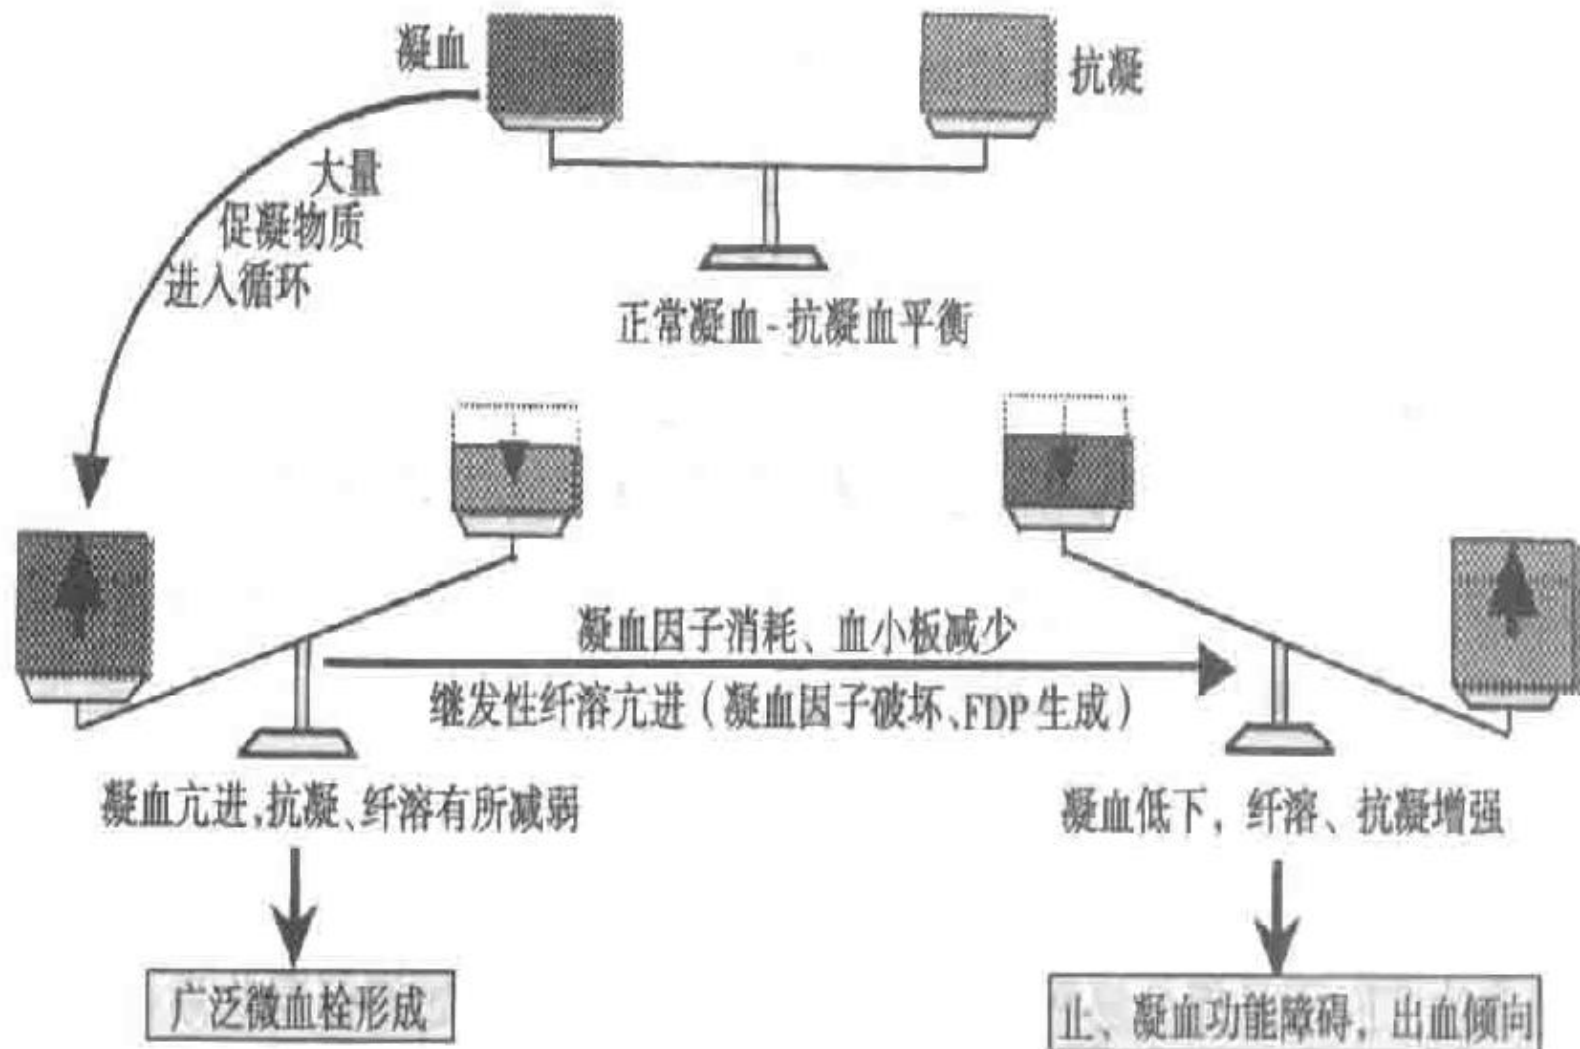 凝血
抗凝
大量
促凝物质
进入循环
正常凝血-抗凝血平衡
凝血因子消耗、血小板减少
继发性纤溶亢进（凝血因子破坏、FDP生成）
凝血亢进,抗凝、纤溶有所减弱
凝血低下，纤溶、抗凝增强
广泛微血栓形成
止、凝血功能障碍，出血倾向